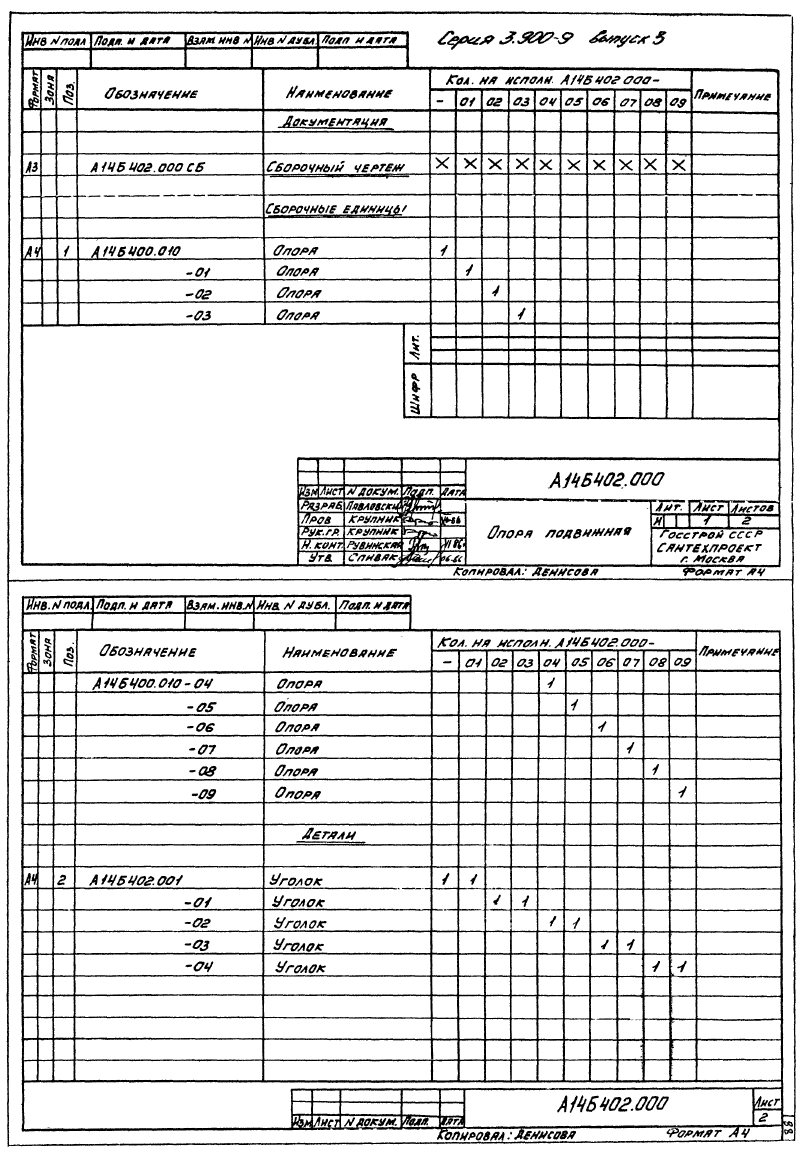 Серия 3.900-9 выпуск 3
Инв N подл Подп. и дата Взам. инв N Инв N дубл. Подп и дата
Формат Зона Поз. Обозначение Наименование Кол. на исполн. А14Б402.000- Примечание
- 01 02 03 04 05 06 07 08 09
Документация
А3 А14Б402.000 СБ Сборочный чертеж X X X X X X X X X X
Сборочные единицы
А4 1 А14Б400.010 Опора 1
-01 Опора 1
-02 Опора 1
-03 Опора 1
Лит.
Шифр
А14Б402.000
Изм Лист N докум. Подп. Дата
Разраб. Павловски
Пров Крупник
Рук.гр. Крупник
Н. конт. Рувинская
Утв. Спивак
Опора подвижная
Лит. Лист Листов
И 1 2
Госстрой СССР
Сантехпроект
г. Москва
Копировал: Денисова Формат А4
Инв. N подл. Подп. и дата Взам. инв. N Инв. N дубл. Подп. и дата
Формат Зона Поз. Обозначение Наименование Кол. на исполн. А14Б402.000- Примечание
- 01 02 03 04 05 06 07 08 09
А14Б400.010-04 Опора 1
-05 Опора 1
-06 Опора 1
-07 Опора 1
-08 Опора 1
-09 Опора 1
Детали
А4 2 А14Б402.001 Уголок 1 1
-01 Уголок 1 1
-02 Уголок 1 1
-03 Уголок 1 1
-04 Уголок 1 1
Изм Лист N докум. Подп. Дата
А14Б402.000
Лист
2
Копировал: Денисова Формат А4
88